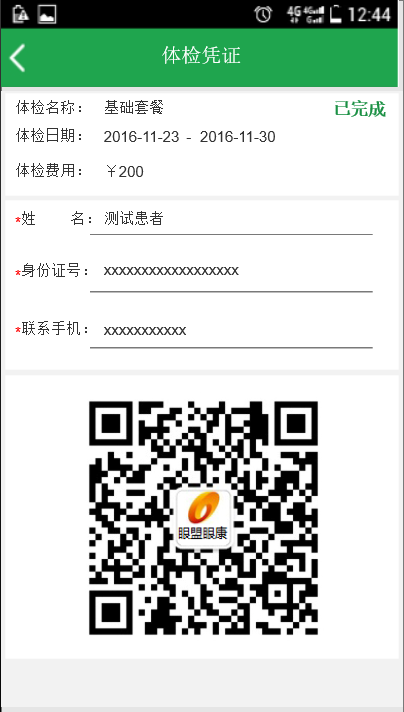 4G 4G G 12:44
体检凭证
体检名称： 基础套餐 已完成
体检日期： 2016-11-23 - 2016-11-30
体检费用： ￥200
*姓 名： 测试患者
*身份证号： xxxxxxxxxxxxxxxxxx
*联系手机： xxxxxxxxxxx
眼盟眼康